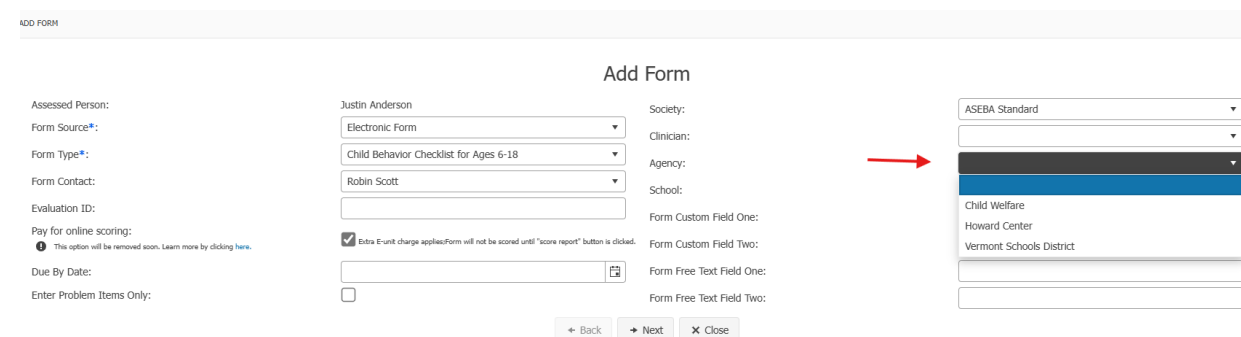 ADD FORM
Add Form
Assessed Person:
Justin Anderson
Form Source*:
Electronic Form
Form Type*:
Child Behavior Checklist for Ages 6-18
Form Contact:
Robin Scott
Evaluation ID:
Pay for online scoring:
This option will be removed soon. Learn more by clicking here.
Extra E-unit charge applies;Form will not be scored until "score report" button is clicked.
Due By Date:
Enter Problem Items Only:
Society:
ASEBA Standard
Clinician:
Agency:
School:
Child Welfare
Howard Center
Vermont Schools District
Form Custom Field One:
Form Custom Field Two:
Form Free Text Field One:
Form Free Text Field Two:
Back
Next
Close